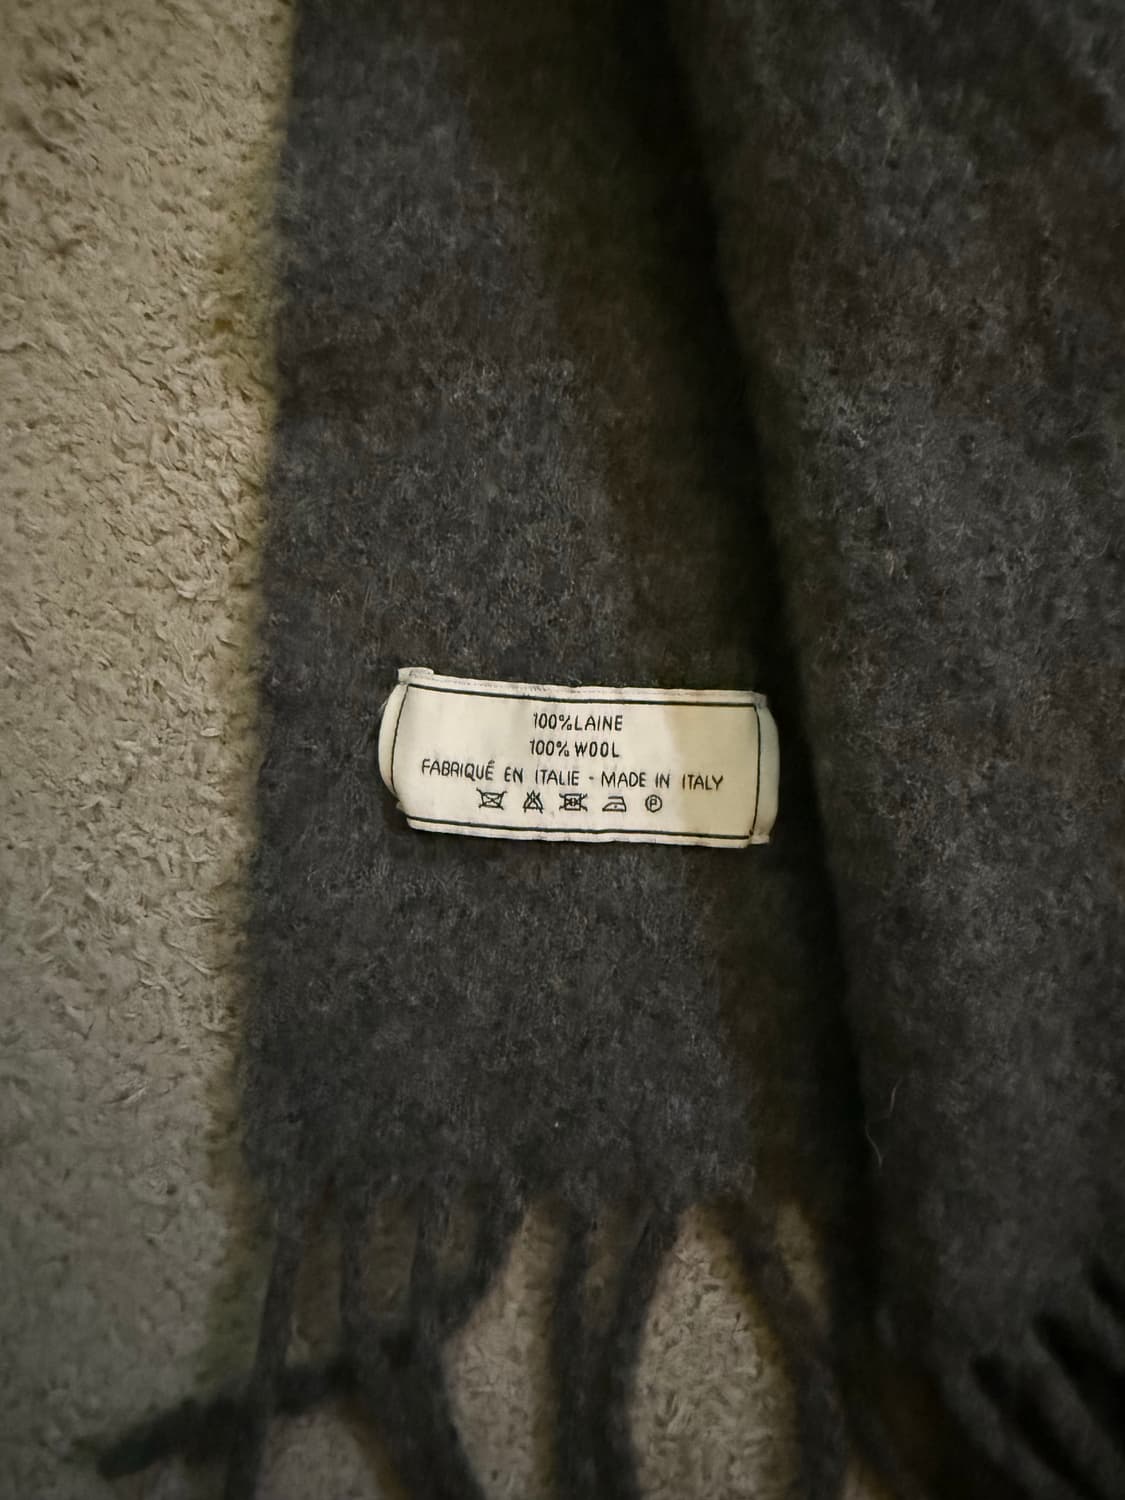 100%LAINE
100% WOOL
FABRIQUÉ EN ITALIE - MADE IN ITALY
P